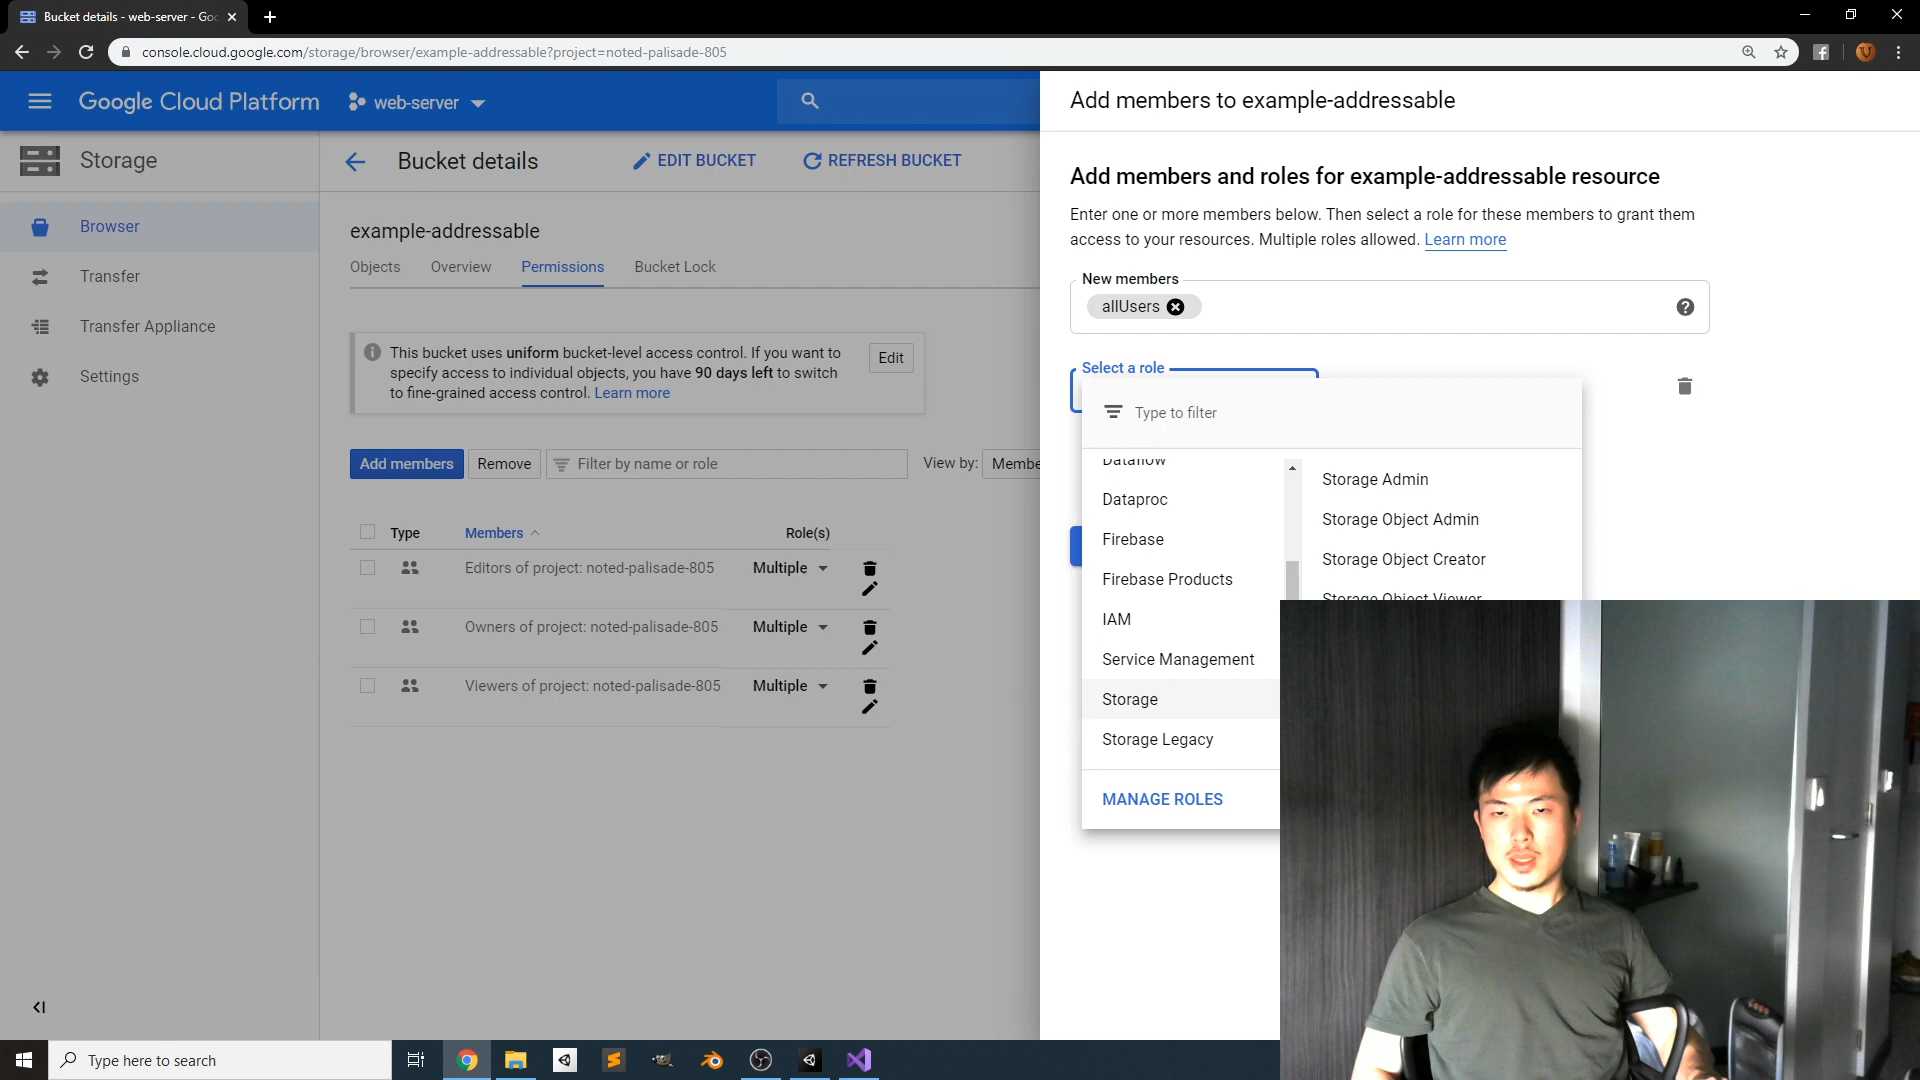 Bucket details - web-server - Goo
console.cloud.google.com/storage/browser/example-addressable?project=noted-palisade-805
Google Cloud Platform
web-server
Storage
Browser
Transfer
Transfer Appliance
Settings
Bucket details
EDIT BUCKET
REFRESH BUCKET
example-addressable
Objects
Overview
Permissions
Bucket Lock
This bucket uses uniform bucket-level access control. If you want to
specify access to individual objects, you have 90 days left to switch
to fine-grained access control. Learn more
Edit
Add members
Remove
Filter by name or role
View by:
Membe
Type
Members
Role(s)
Editors of project: noted-palisade-805
Multiple
Owners of project: noted-palisade-805
Multiple
Viewers of project: noted-palisade-805
Multiple
Add members to example-addressable
Add members and roles for example-addressable resource
Enter one or more members below. Then select a role for these members to grant them
access to your resources. Multiple roles allowed. Learn more
New members
allUsers
Select a role
Type to filter
Dataflow
Dataproc
Firebase
Firebase Products
IAM
Service Management
Storage
Storage Legacy
MANAGE ROLES
Storage Admin
Storage Object Admin
Storage Object Creator
Storage Object Viewer
Type here to search